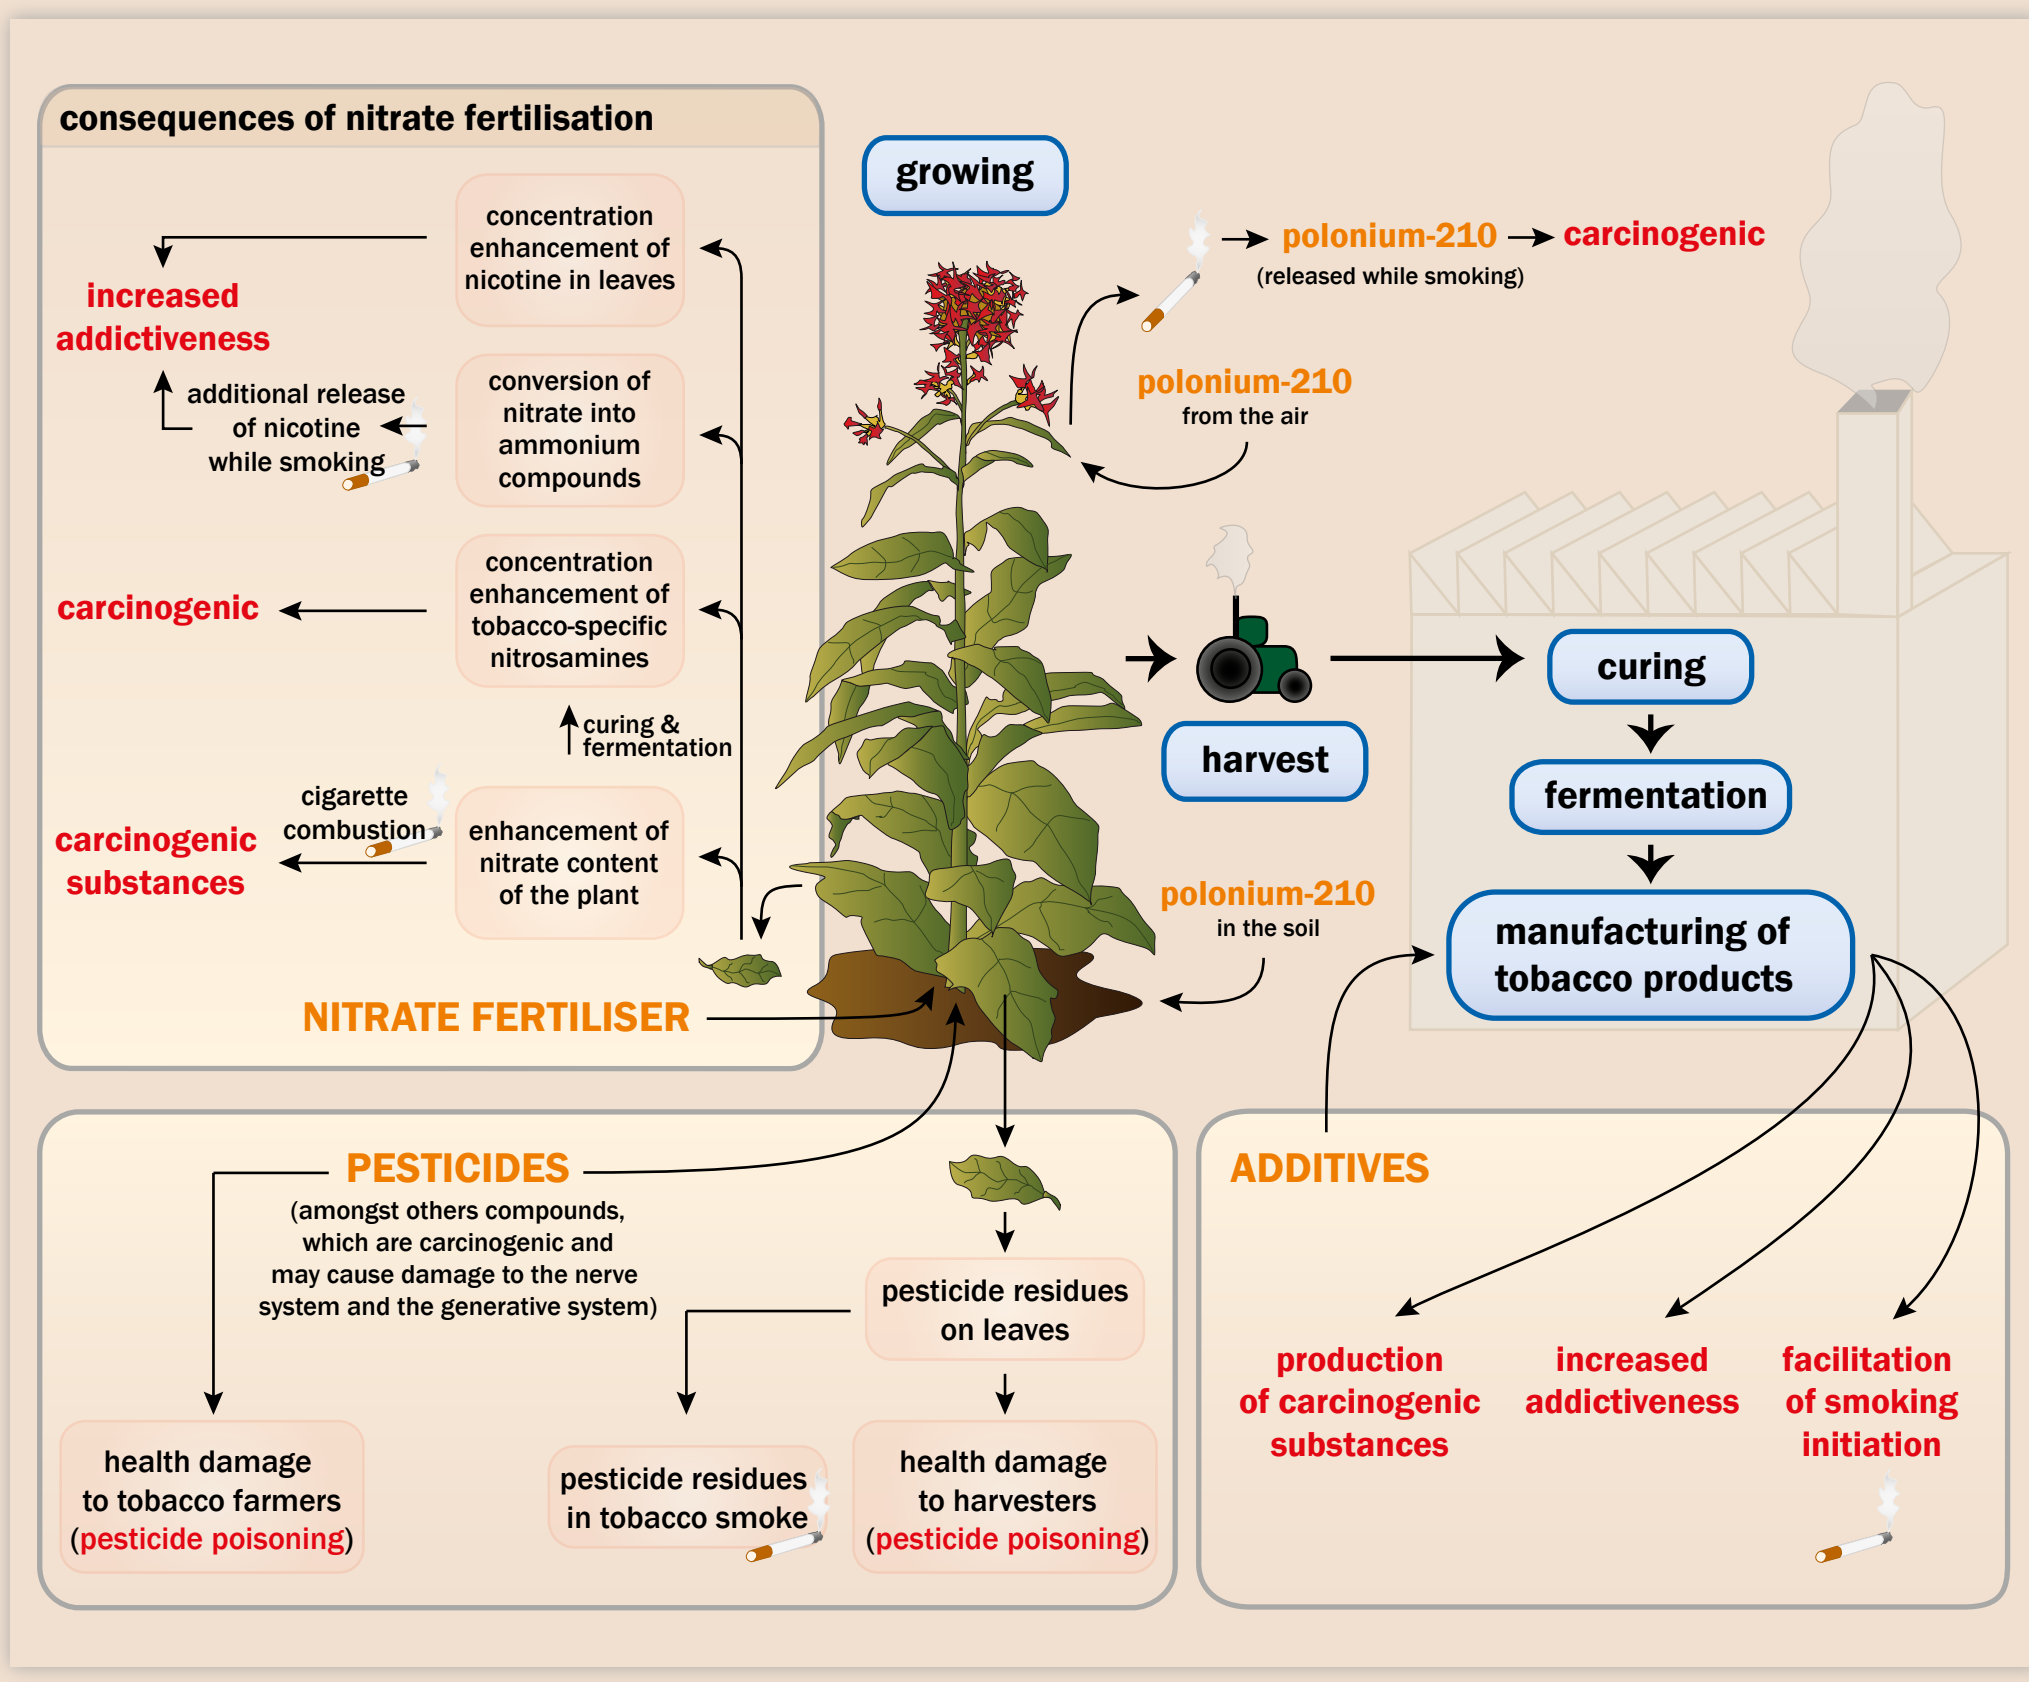 consequences of nitrate fertilisation
concentration
enhancement of
nicotine in leaves
increased
addictiveness
conversion of
nitrate into
ammonium
compounds
additional release
of nicotine
while smoking
concentration
enhancement of
tobacco-specific
nitrosamines
carcinogenic
curing &
fermentation
cigarette
combustion
enhancement of
nitrate content
of the plant
carcinogenic
substances
NITRATE FERTILISER
growing
polonium-210
carcinogenic
(released while smoking)
polonium-210
from the air
harvest
curing
fermentation
manufacturing of
tobacco products
polonium-210
in the soil
PESTICIDES
(amongst others compounds,
which are carcinogenic and
may cause damage to the nerve
system and the generative system)
pesticide residues
on leaves
health damage
to tobacco farmers
(pesticide poisoning)
pesticide residues
in tobacco smoke
health damage
to harvesters
(pesticide poisoning)
ADDITIVES
production
of carcinogenic
substances
increased
addictiveness
facilitation
of smoking
initiation